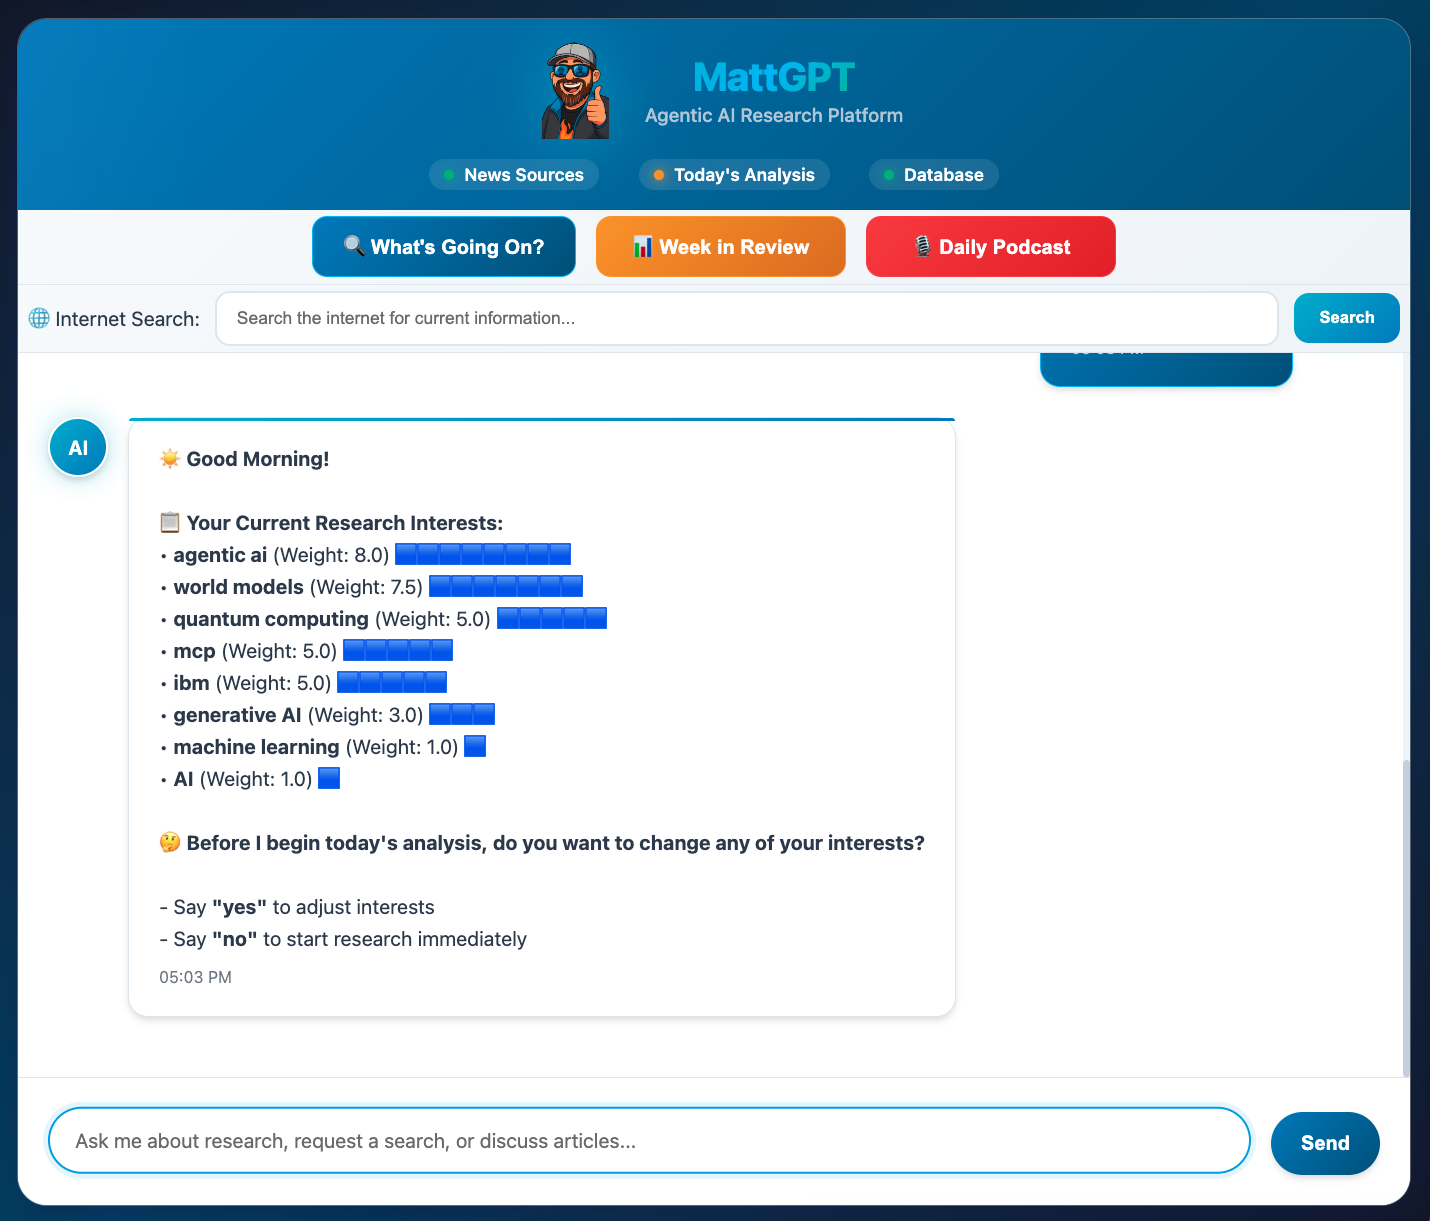 MattGPT
Agentic AI Research Platform
News Sources
Today's Analysis
Database
🔍 What's Going On?
📊 Week in Review
🎙️ Daily Podcast
🌐 Internet Search:
Search the internet for current information...
Search
AI
☀️ Good Morning!
📋 Your Current Research Interests:
• agentic ai (Weight: 8.0) 🟦🟦🟦🟦🟦🟦🟦🟦
• world models (Weight: 7.5) 🟦🟦🟦🟦🟦🟦🟦
• quantum computing (Weight: 5.0) 🟦🟦🟦🟦🟦
• mcp (Weight: 5.0) 🟦🟦🟦🟦🟦
• ibm (Weight: 5.0) 🟦🟦🟦🟦🟦
• generative AI (Weight: 3.0) 🟦🟦🟦
• machine learning (Weight: 1.0) 🟦
• AI (Weight: 1.0) 🟦
🤔 Before I begin today's analysis, do you want to change any of your interests?
- Say "yes" to adjust interests
- Say "no" to start research immediately
05:03 PM
Ask me about research, request a search, or discuss articles...
Send